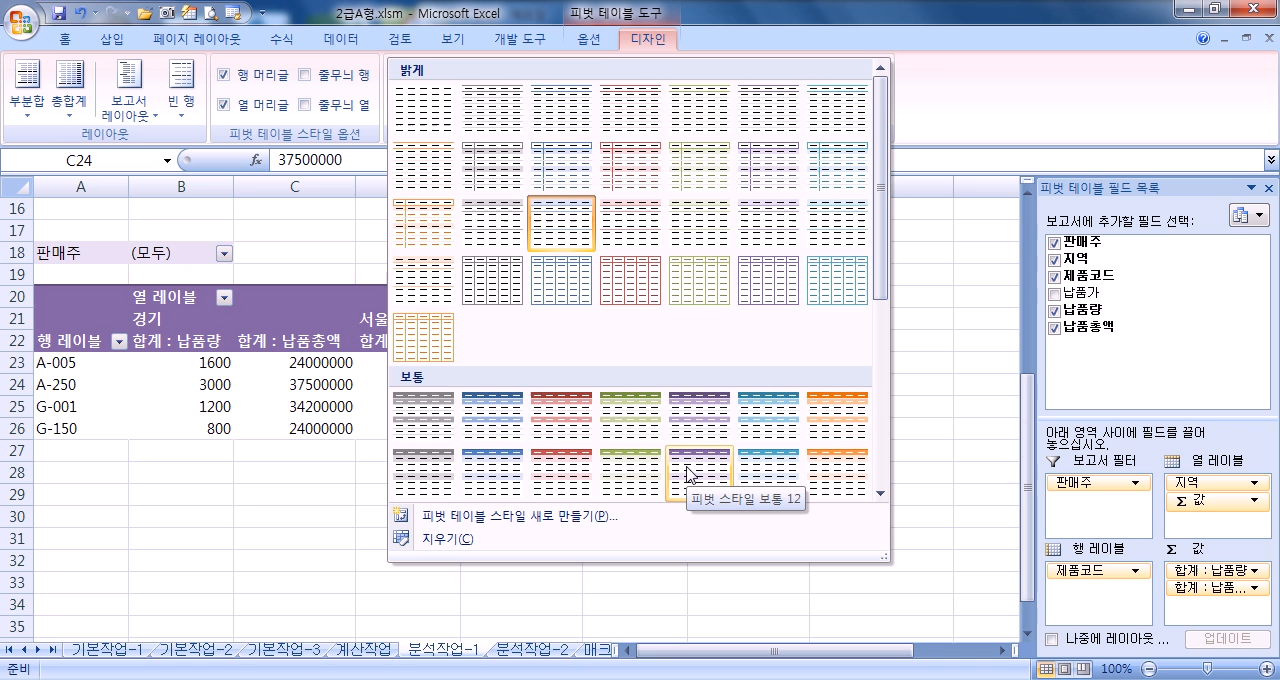 2급A형.xlsm - Microsoft Excel
피벗 테이블 도구
홈 삽입 페이지 레이아웃 수식 데이터 검토 보기 개발 도구 옵션 디자인
부분합 총합계 보고서 레이아웃 빈 행
레이아웃
행 머리글 줄무늬 행
열 머리글 줄무늬 열
피벗 테이블 스타일 옵션
C24 fx 37500000
A B C
16
17
18 판매주 (모두)
19
20 열 레이블
21 경기 서울
22 행 레이블 합계 : 납품량 합계 : 납품총액 합계
23 A-005 1600 24000000
24 A-250 3000 37500000
25 G-001 1200 34200000
26 G-150 800 24000000
27
28
29
30
31
32
33
34
35
밝게
보통
피벗 스타일 보통 12
피벗 테이블 스타일 새로 만들기(P)...
지우기(C)
피벗 테이블 필드 목록
보고서에 추가할 필드 선택:
판매주
지역
제품코드
납품가
납품량
납품총액
아래 영역 사이에 필드를 끌어
놓으십시오.
보고서 필터 열 레이블
판매주 지역
Σ 값
행 레이블 Σ 값
제품코드 합계 : 납품량
합계 : 납품...
나중에 레이아웃 ... 업데이트
기본작업-1 기본작업-2 기본작업-3 계산작업 분석작업-1 분석작업-2 매크
준비 100%